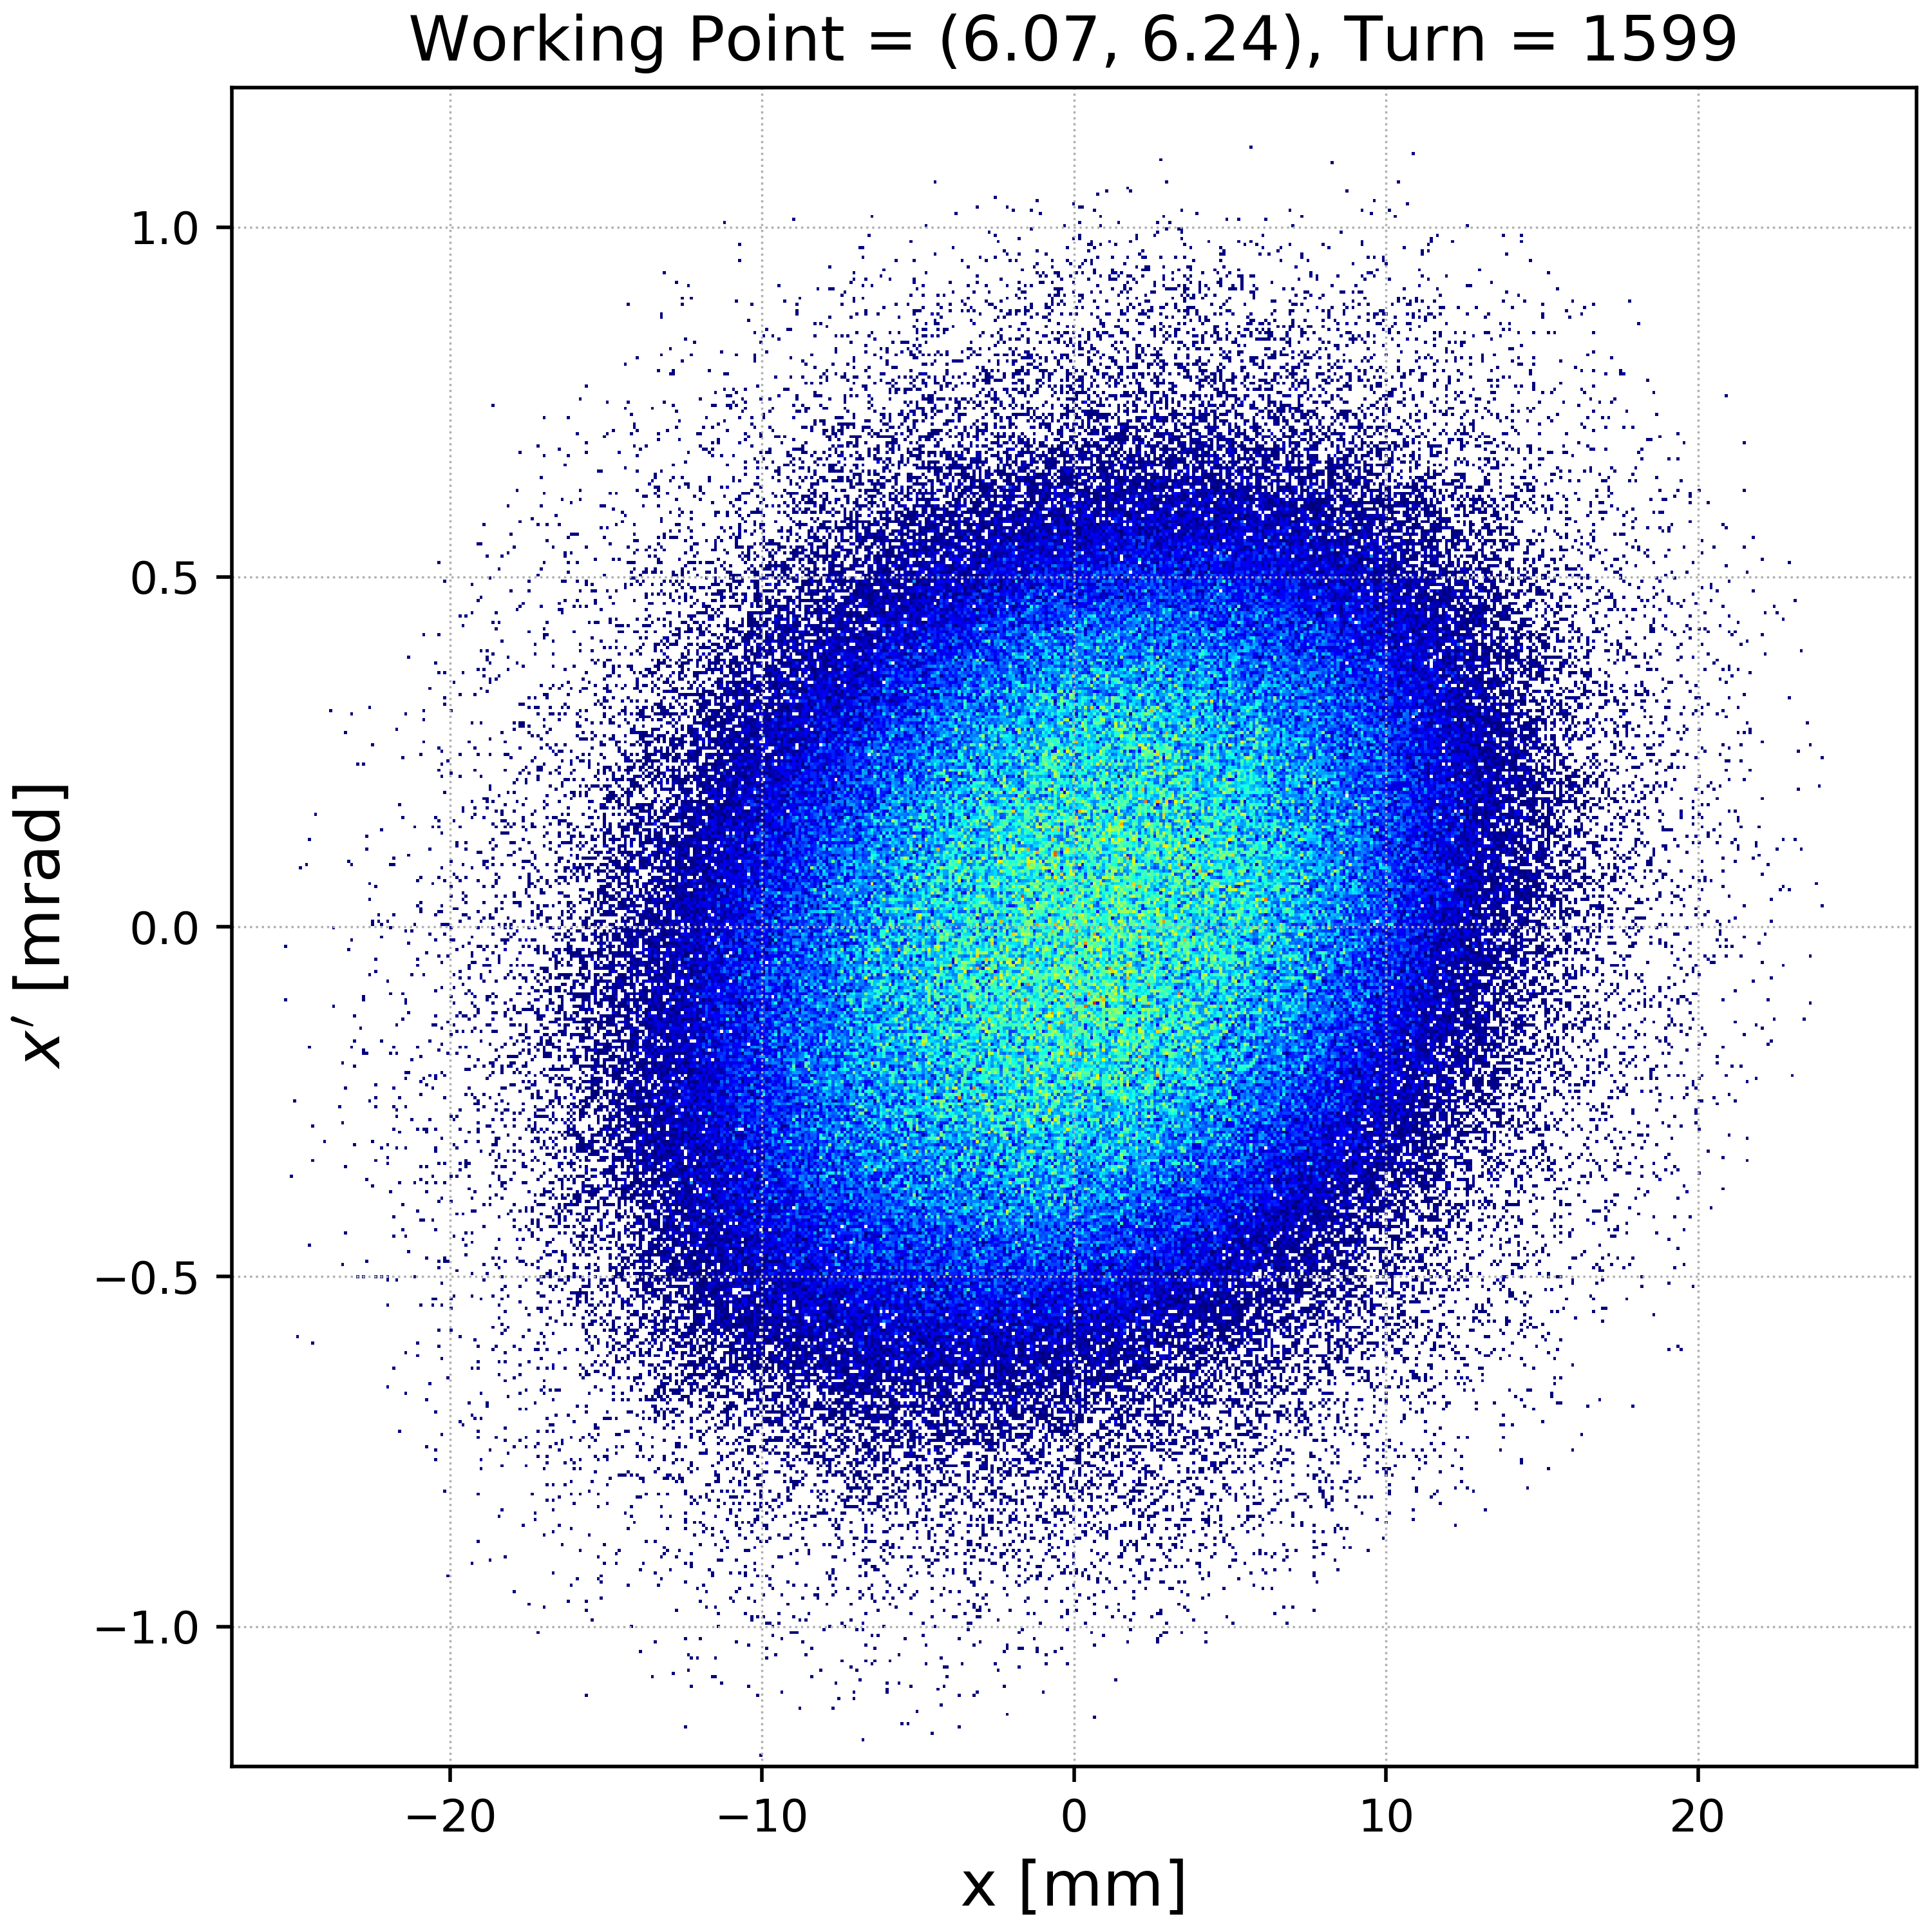 Working Point = (6.07, 6.24), Turn = 1599
1.0
0.5
0.0
−0.5
−1.0
x′ [mrad]
−20 −10 0 10 20
x [mm]